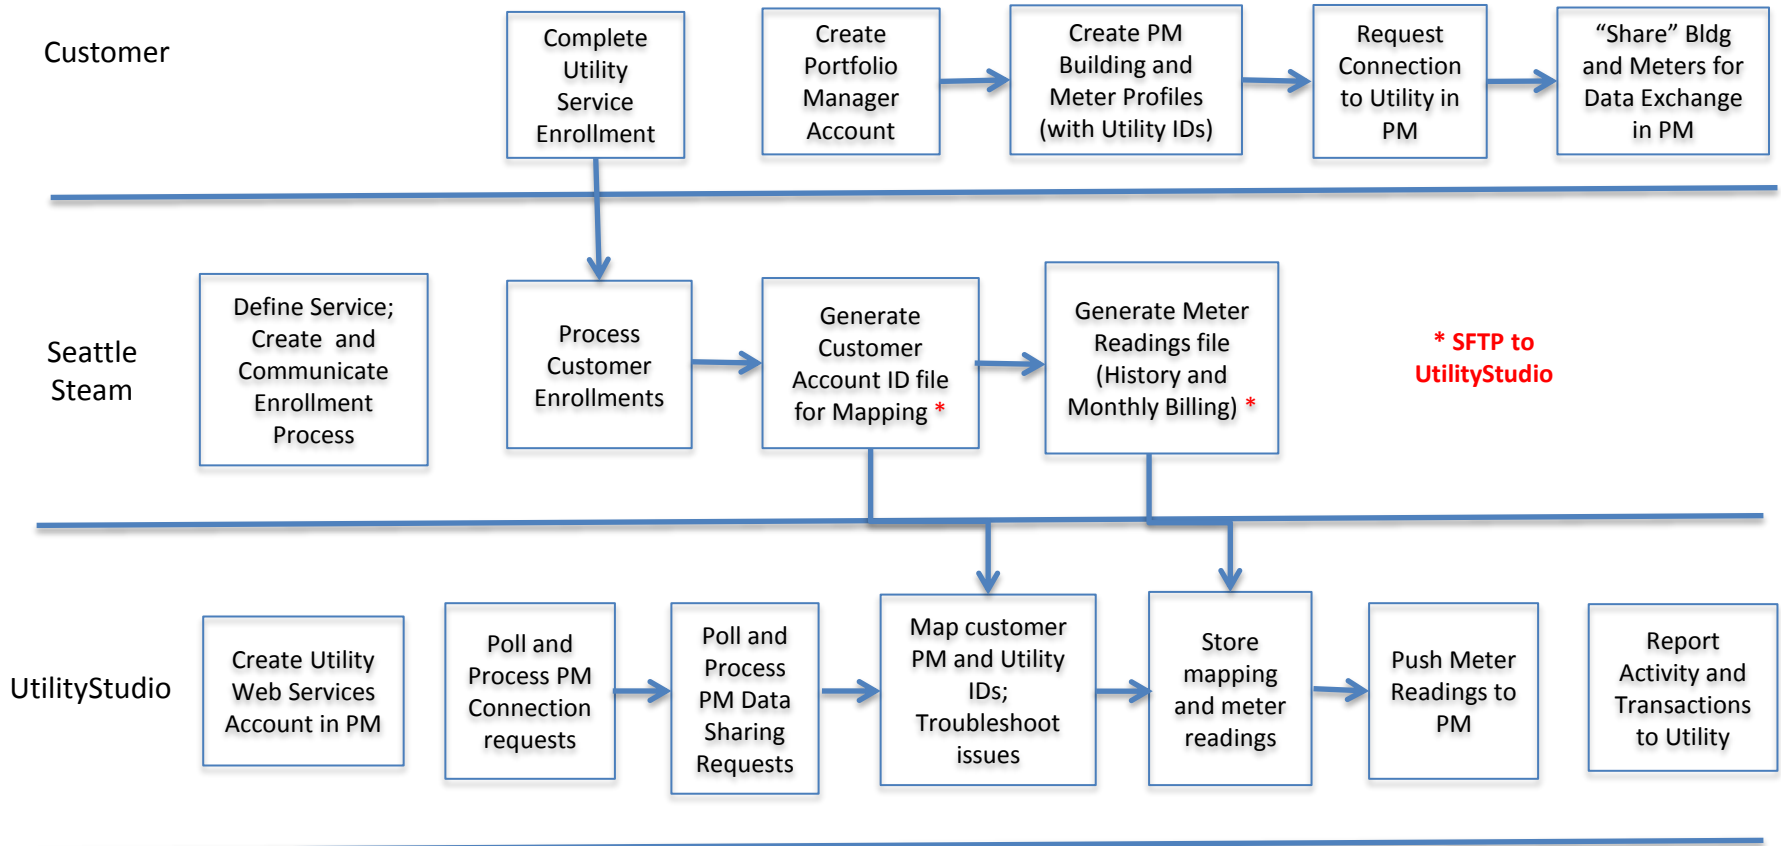 Customer
Complete
Utility
Service
Enrollment
Create
Portfolio
Manager
Account
Create PM
Building and
Meter Profiles
(with Utility IDs)
Request
Connection
to Utility in
PM
“Share” Bldg
and Meters for
Data Exchange
in PM
Seattle
Steam
Define Service;
Create and
Communicate
Enrollment
Process
Process
Customer
Enrollments
Generate
Customer
Account ID file
for Mapping *
Generate Meter
Readings file
(History and
Monthly Billing) *
* SFTP to
UtilityStudio
UtilityStudio
Create Utility
Web Services
Account in PM
Poll and
Process PM
Connection
requests
Poll and
Process
PM Data
Sharing
Requests
Map customer
PM and Utility
IDs;
Troubleshoot
issues
Store
mapping
and meter
readings
Push Meter
Readings to
PM
Report
Activity and
Transactions
to Utility